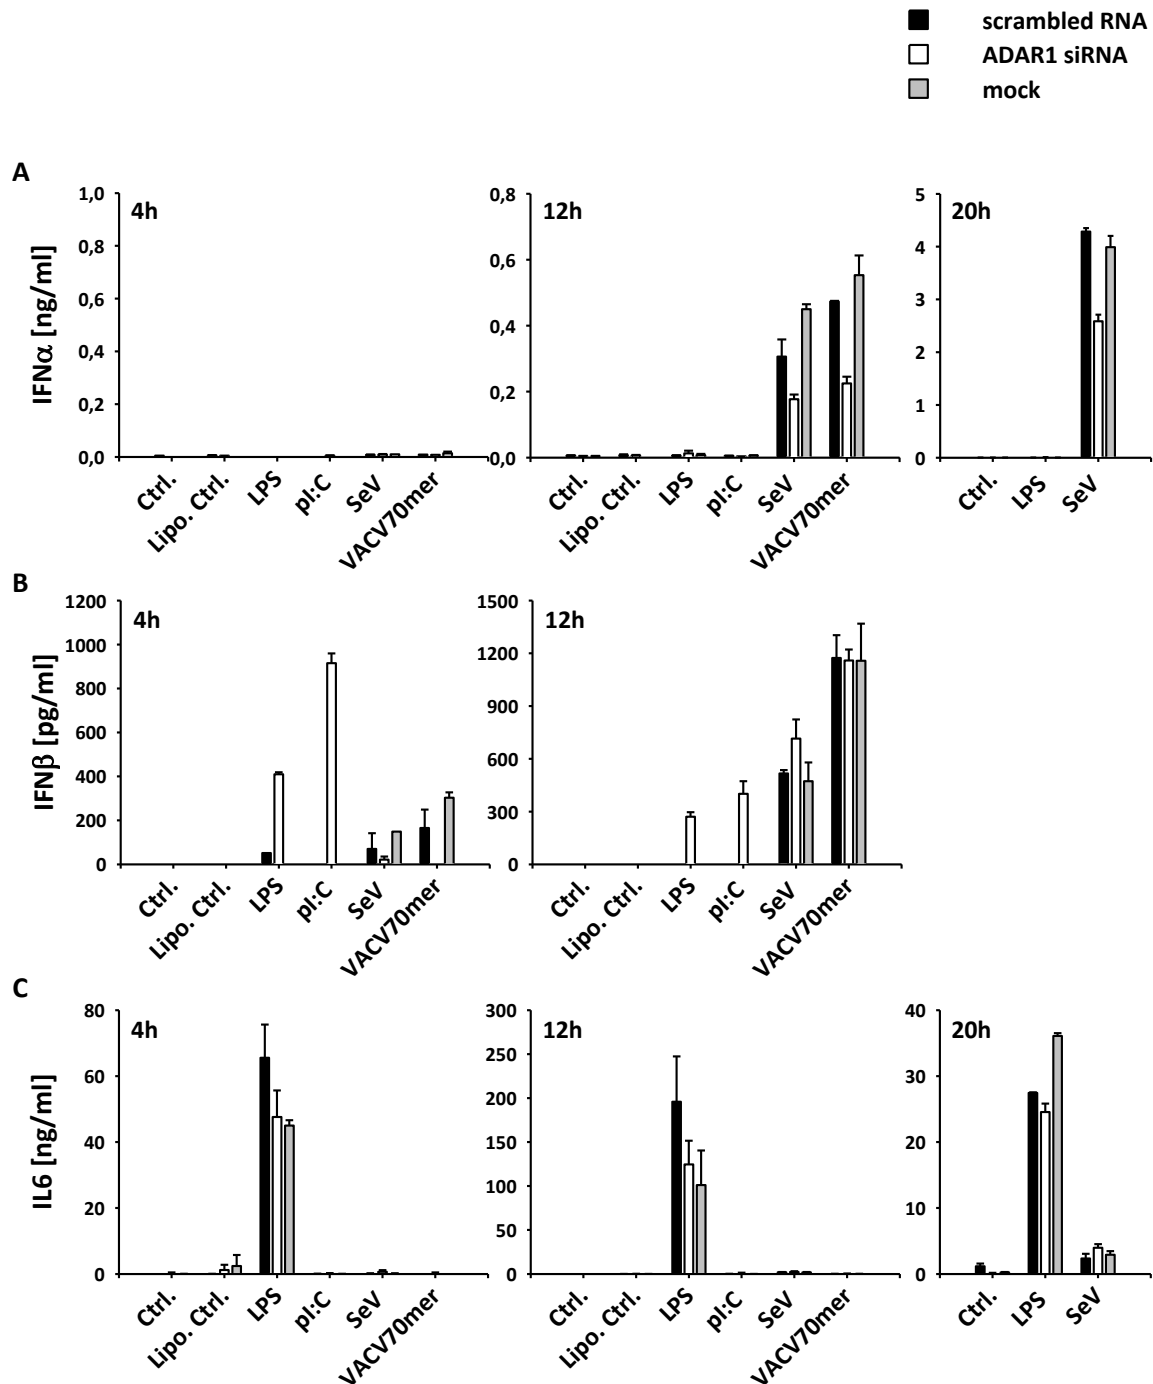 scrambled RNA
ADAR1 siRNA
mock
A
IFNα [ng/ml]
4h
1,0
0,8
0,6
0,4
0,2
0,0
Ctrl.
Lipo. Ctrl.
LPS
pI:C
SeV
VACV70mer
12h
0,8
0,6
0,4
0,2
0,0
Ctrl.
Lipo. Ctrl.
LPS
pI:C
SeV
VACV70mer
20h
5
4
3
2
1
0
Ctrl.
LPS
SeV
B
IFNβ [pg/ml]
4h
1200
1000
800
600
400
200
0
Ctrl.
Lipo. Ctrl.
LPS
pI:C
SeV
VACV70mer
12h
1500
1200
900
600
300
0
Ctrl.
Lipo. Ctrl.
LPS
pI:C
SeV
VACV70mer
C
IL6 [ng/ml]
4h
80
60
40
20
0
Ctrl.
Lipo. Ctrl.
LPS
pI:C
SeV
VACV70mer
12h
300
250
200
150
100
50
0
Ctrl.
Lipo. Ctrl.
LPS
pI:C
SeV
VACV70mer
20h
40
30
20
10
0
Ctrl.
LPS
SeV